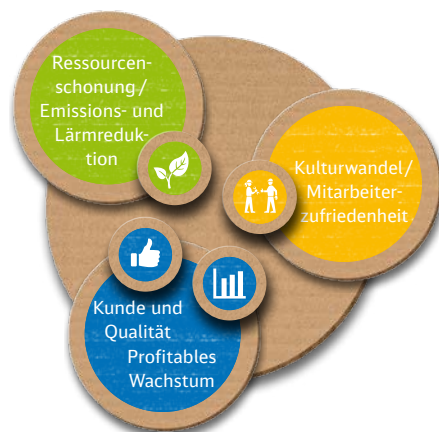 Ressourcen-
schonung/
Emissions- und
Lärmreduk-
tion
Kulturwandel/
Mitarbeiter-
zufriedenheit
Kunde und
Qualität
Profitables
Wachstum